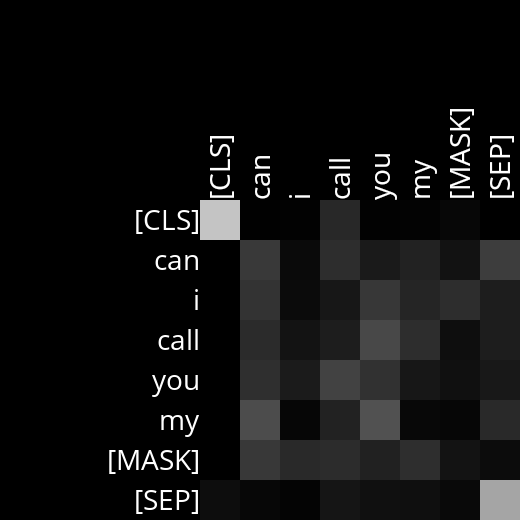 [CLS] can i call you my [MASK] [SEP]
[CLS]
can
i
call
you
my
[MASK]
[SEP]